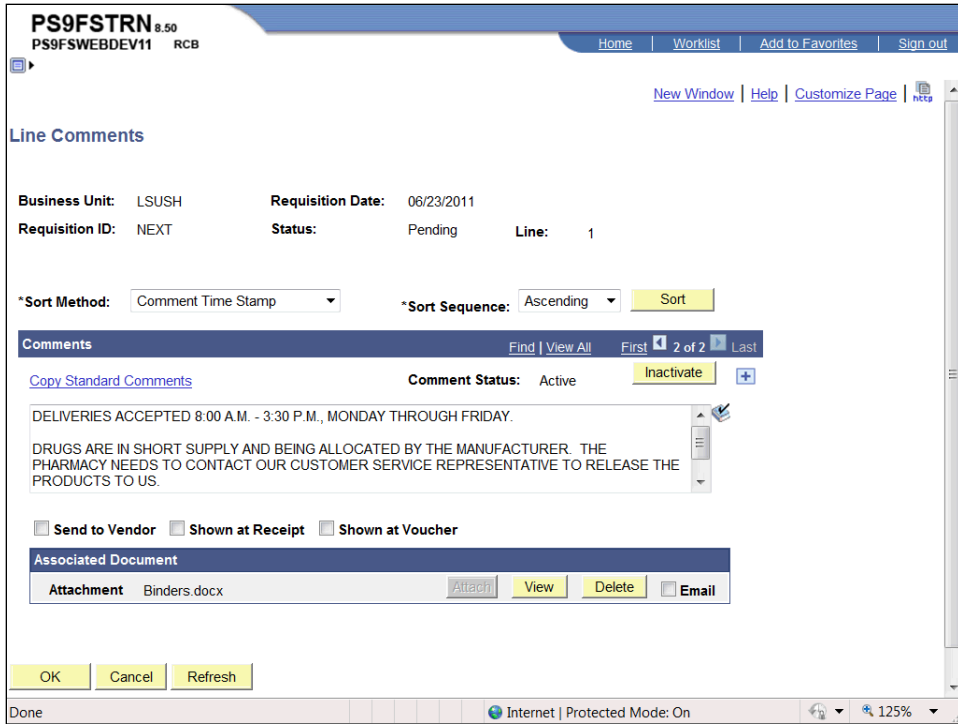 PS9FSTRN 8.50
PS9FSWEBDEV11 RCB
Home | Worklist | Add to Favorites | Sign out
New Window | Help | Customize Page | http
Line Comments
Business Unit: LSUSH Requisition Date: 06/23/2011
Requisition ID: NEXT Status: Pending Line: 1
*Sort Method: Comment Time Stamp *Sort Sequence: Ascending Sort
Comments Find | View All First 2 of 2 Last
Copy Standard Comments Comment Status: Active Inactivate
DELIVERIES ACCEPTED 8:00 A.M. - 3:30 P.M., MONDAY THROUGH FRIDAY.
DRUGS ARE IN SHORT SUPPLY AND BEING ALLOCATED BY THE MANUFACTURER. THE
PHARMACY NEEDS TO CONTACT OUR CUSTOMER SERVICE REPRESENTATIVE TO RELEASE THE
PRODUCTS TO US.
Send to Vendor Shown at Receipt Shown at Voucher
Associated Document
Attachment Binders.docx Attach View Delete Email
OK Cancel Refresh
Done Internet | Protected Mode: On 125%